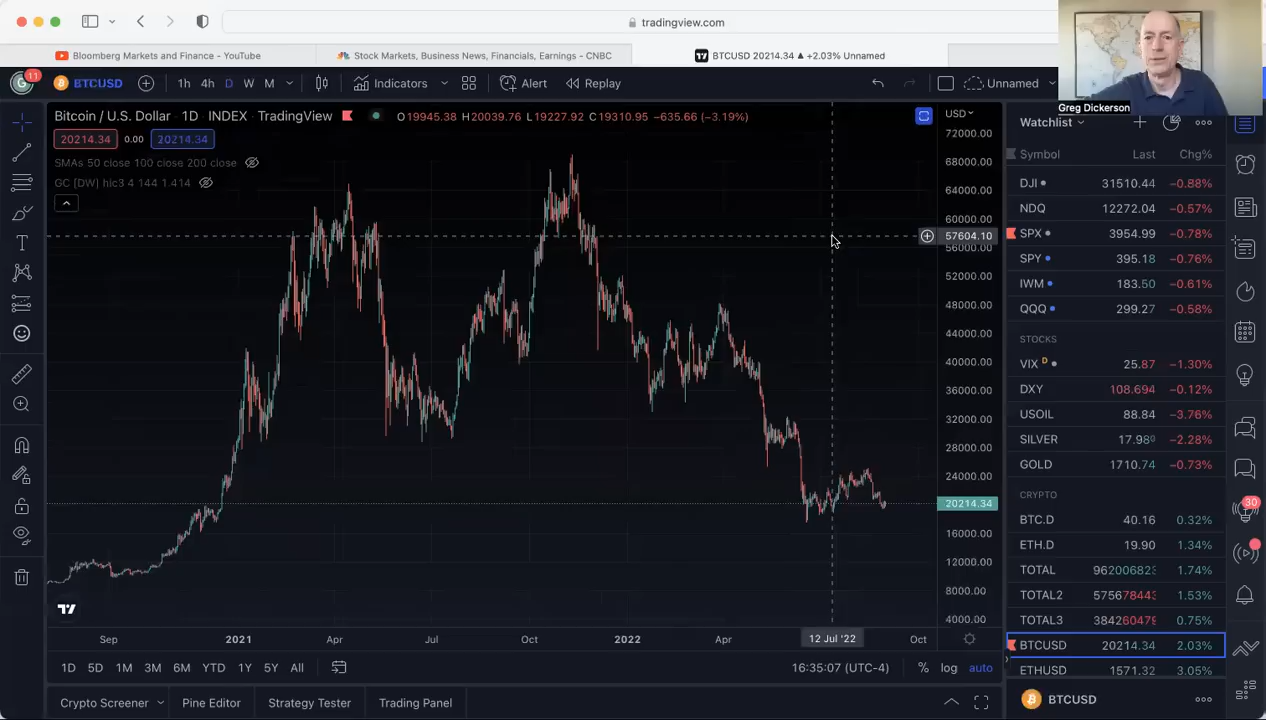 tradingview.com
Bloomberg Markets and Finance - YouTube
Stock Markets, Business News, Financials, Earnings - CNBC
BTCUSD 20214.34 ▲ +2.03% Unnamed
Greg Dickerson
G 11 BTCUSD 1h 4h D W M Indicators Alert Replay Unnamed
Bitcoin / U.S. Dollar · 1D · INDEX · TradingView O19945.38 H20039.76 L19227.92 C19310.95 −635.66 (−3.19%)
20214.34 0.00 20214.34
SMAs 50 close 100 close 200 close
GC [DW] hlc3 4 144 1.414
USD
72000.00
68000.00
64000.00
60000.00
57604.10
56000.00
52000.00
48000.00
44000.00
40000.00
36000.00
32000.00
28000.00
24000.00
20214.34
16000.00
12000.00
8000.00
4000.00
Sep 2021 Apr Jul Oct 2022 Apr 12 Jul '22 Oct
1D 5D 1M 3M 6M YTD 1Y 5Y All 16:35:07 (UTC-4) % log auto
Crypto Screener Pine Editor Strategy Tester Trading Panel
Watchlist
Symbol Last Chg%
DJI 31510.44 −0.88%
NDQ 12272.04 −0.57%
SPX 3954.99 −0.78%
SPY 395.18 −0.76%
IWM 183.50 −0.61%
QQQ 299.27 −0.58%
STOCKS
VIX D 25.87 −1.30%
DXY 108.694 −0.12%
USOIL 88.84 −3.76%
SILVER 17.980 −2.28%
GOLD 1710.74 −0.73%
CRYPTO
BTC.D 40.16 0.32%
ETH.D 19.90 1.34%
TOTAL 962006823 1.74%
TOTAL2 575678443 1.53%
TOTAL3 384260479 0.75%
BTCUSD 20214.34 2.03%
ETHUSD 1571.32 3.05%
BTCUSD
30